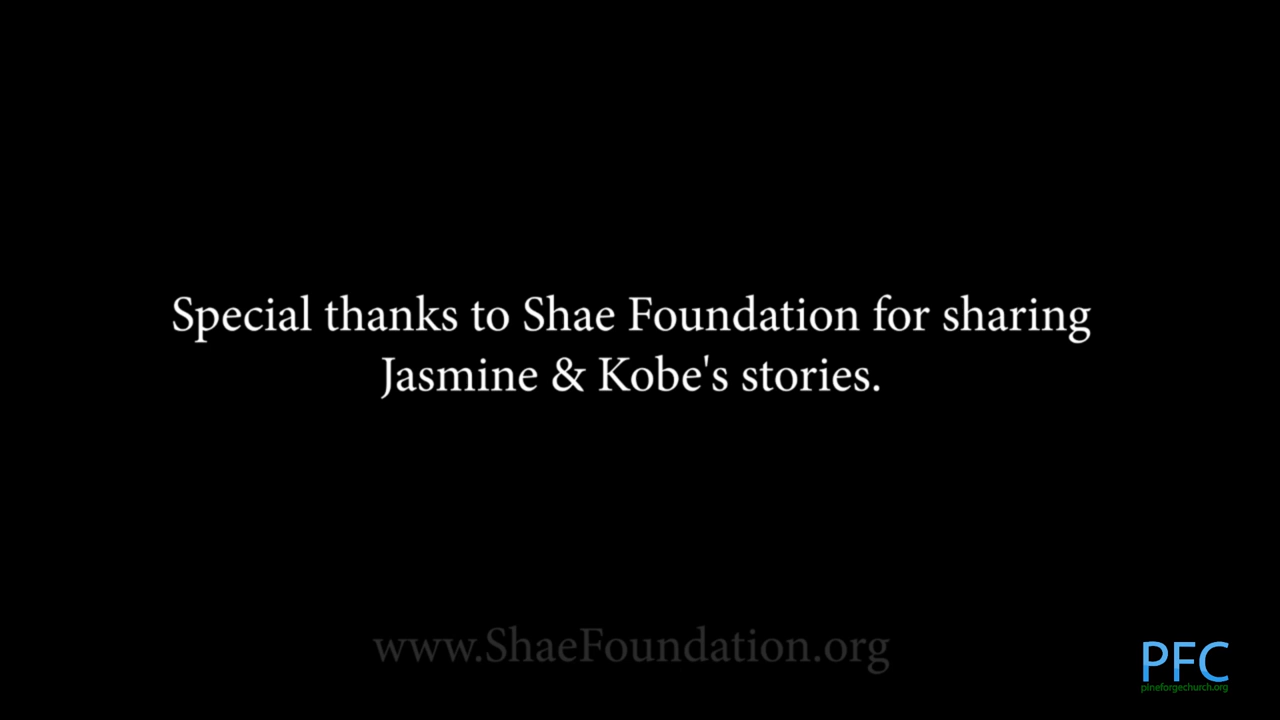 Special thanks to Shae Foundation for sharing
Jasmine & Kobe's stories.
www.ShaeFoundation.org
PFC
pineforgechurch.org